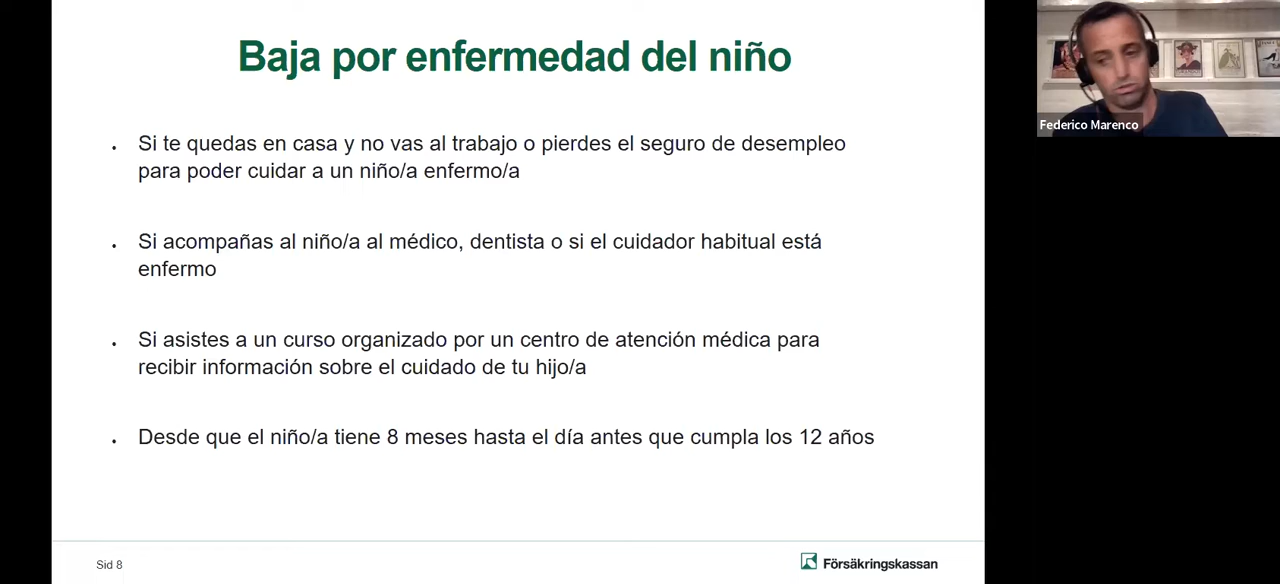 Baja por enfermedad del niño
Si te quedas en casa y no vas al trabajo o pierdes el seguro de desempleo
para poder cuidar a un niño/a enfermo/a
Si acompañas al niño/a al médico, dentista o si el cuidador habitual está
enfermo
Si asistes a un curso organizado por un centro de atención médica para
recibir información sobre el cuidado de tu hijo/a
Desde que el niño/a tiene 8 meses hasta el día antes que cumpla los 12 años
Sid 8
Försäkringskassan
Federico Marenco